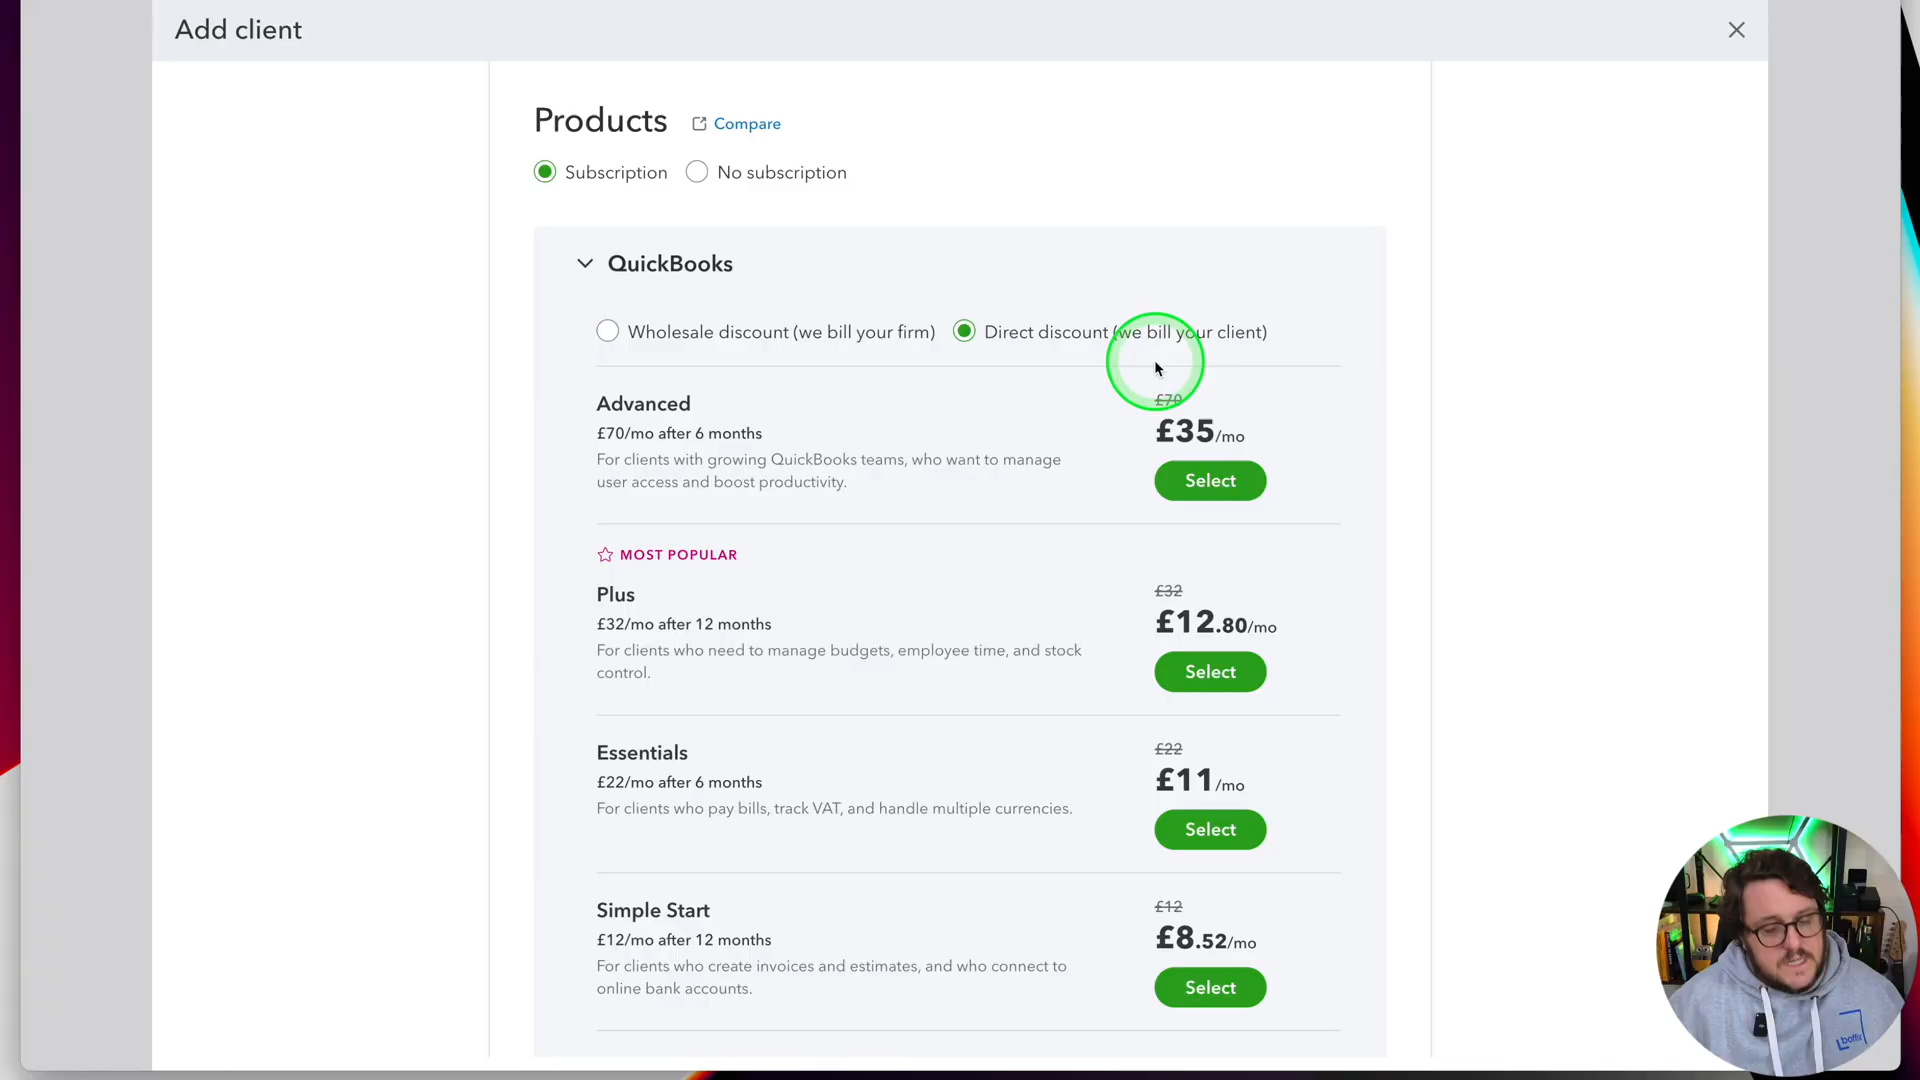 Add client
Products Compare
Subscription No subscription
QuickBooks
Wholesale discount (we bill your firm) Direct discount (we bill your client)
Advanced
£70
£70/mo after 6 months
£35/mo
For clients with growing QuickBooks teams, who want to manage
user access and boost productivity.
Select
MOST POPULAR
Plus
£32
£32/mo after 12 months
£12.80/mo
For clients who need to manage budgets, employee time, and stock
control.
Select
Essentials
£22
£22/mo after 6 months
£11/mo
For clients who pay bills, track VAT, and handle multiple currencies.
Select
Simple Start
£12
£12/mo after 12 months
£8.52/mo
For clients who create invoices and estimates, and who connect to
online bank accounts.
Select